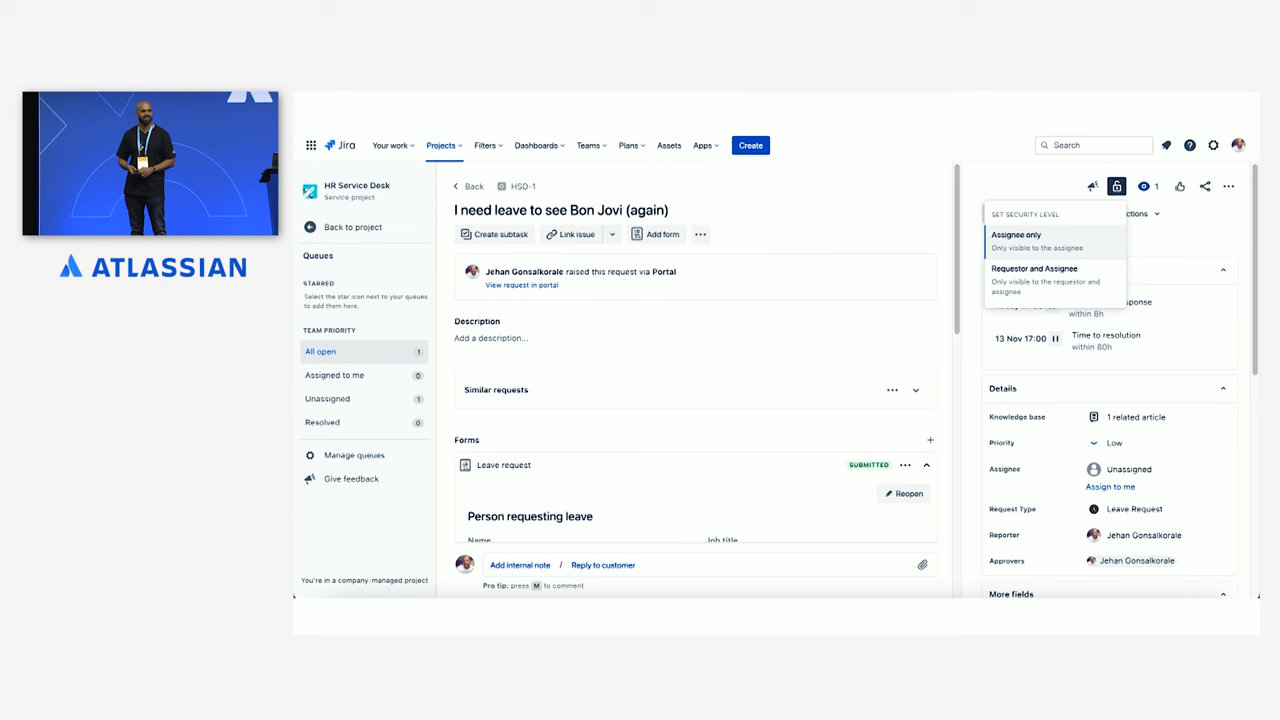 ATLASSIAN
Jira
Your work
Projects
Filters
Dashboards
Teams
Plans
Assets
Apps
Create
Search
HR Service Desk
Service project
Back to project
Queues
STARRED
Select the star icon next to your queues
to add them here.
TEAM PRIORITY
All open 1
Assigned to me 0
Unassigned 1
Resolved 0
Manage queues
Give feedback
You're in a company-managed project
Back
HSD-1
I need leave to see Bon Jovi (again)
Create subtask
Link issue
Add form
Jehan Gonsalkorale raised this request via Portal
View request in portal
Description
Add a description...
Similar requests
Forms
Leave request
SUBMITTED
Reopen
Person requesting leave
Name
Job title
Add internal note / Reply to customer
Pro tip: press M to comment
1
SET SECURITY LEVEL
Assignee only
Only visible to the assignee
Requestor and Assignee
Only visible to the requestor and
assignee
within 8h
13 Nov 17:00
Time to resolution
within 80h
Details
Knowledge base
1 related article
Priority
Low
Assignee
Unassigned
Assign to me
Request Type
Leave Request
Reporter
Jehan Gonsalkorale
Approvers
Jehan Gonsalkorale
More fields